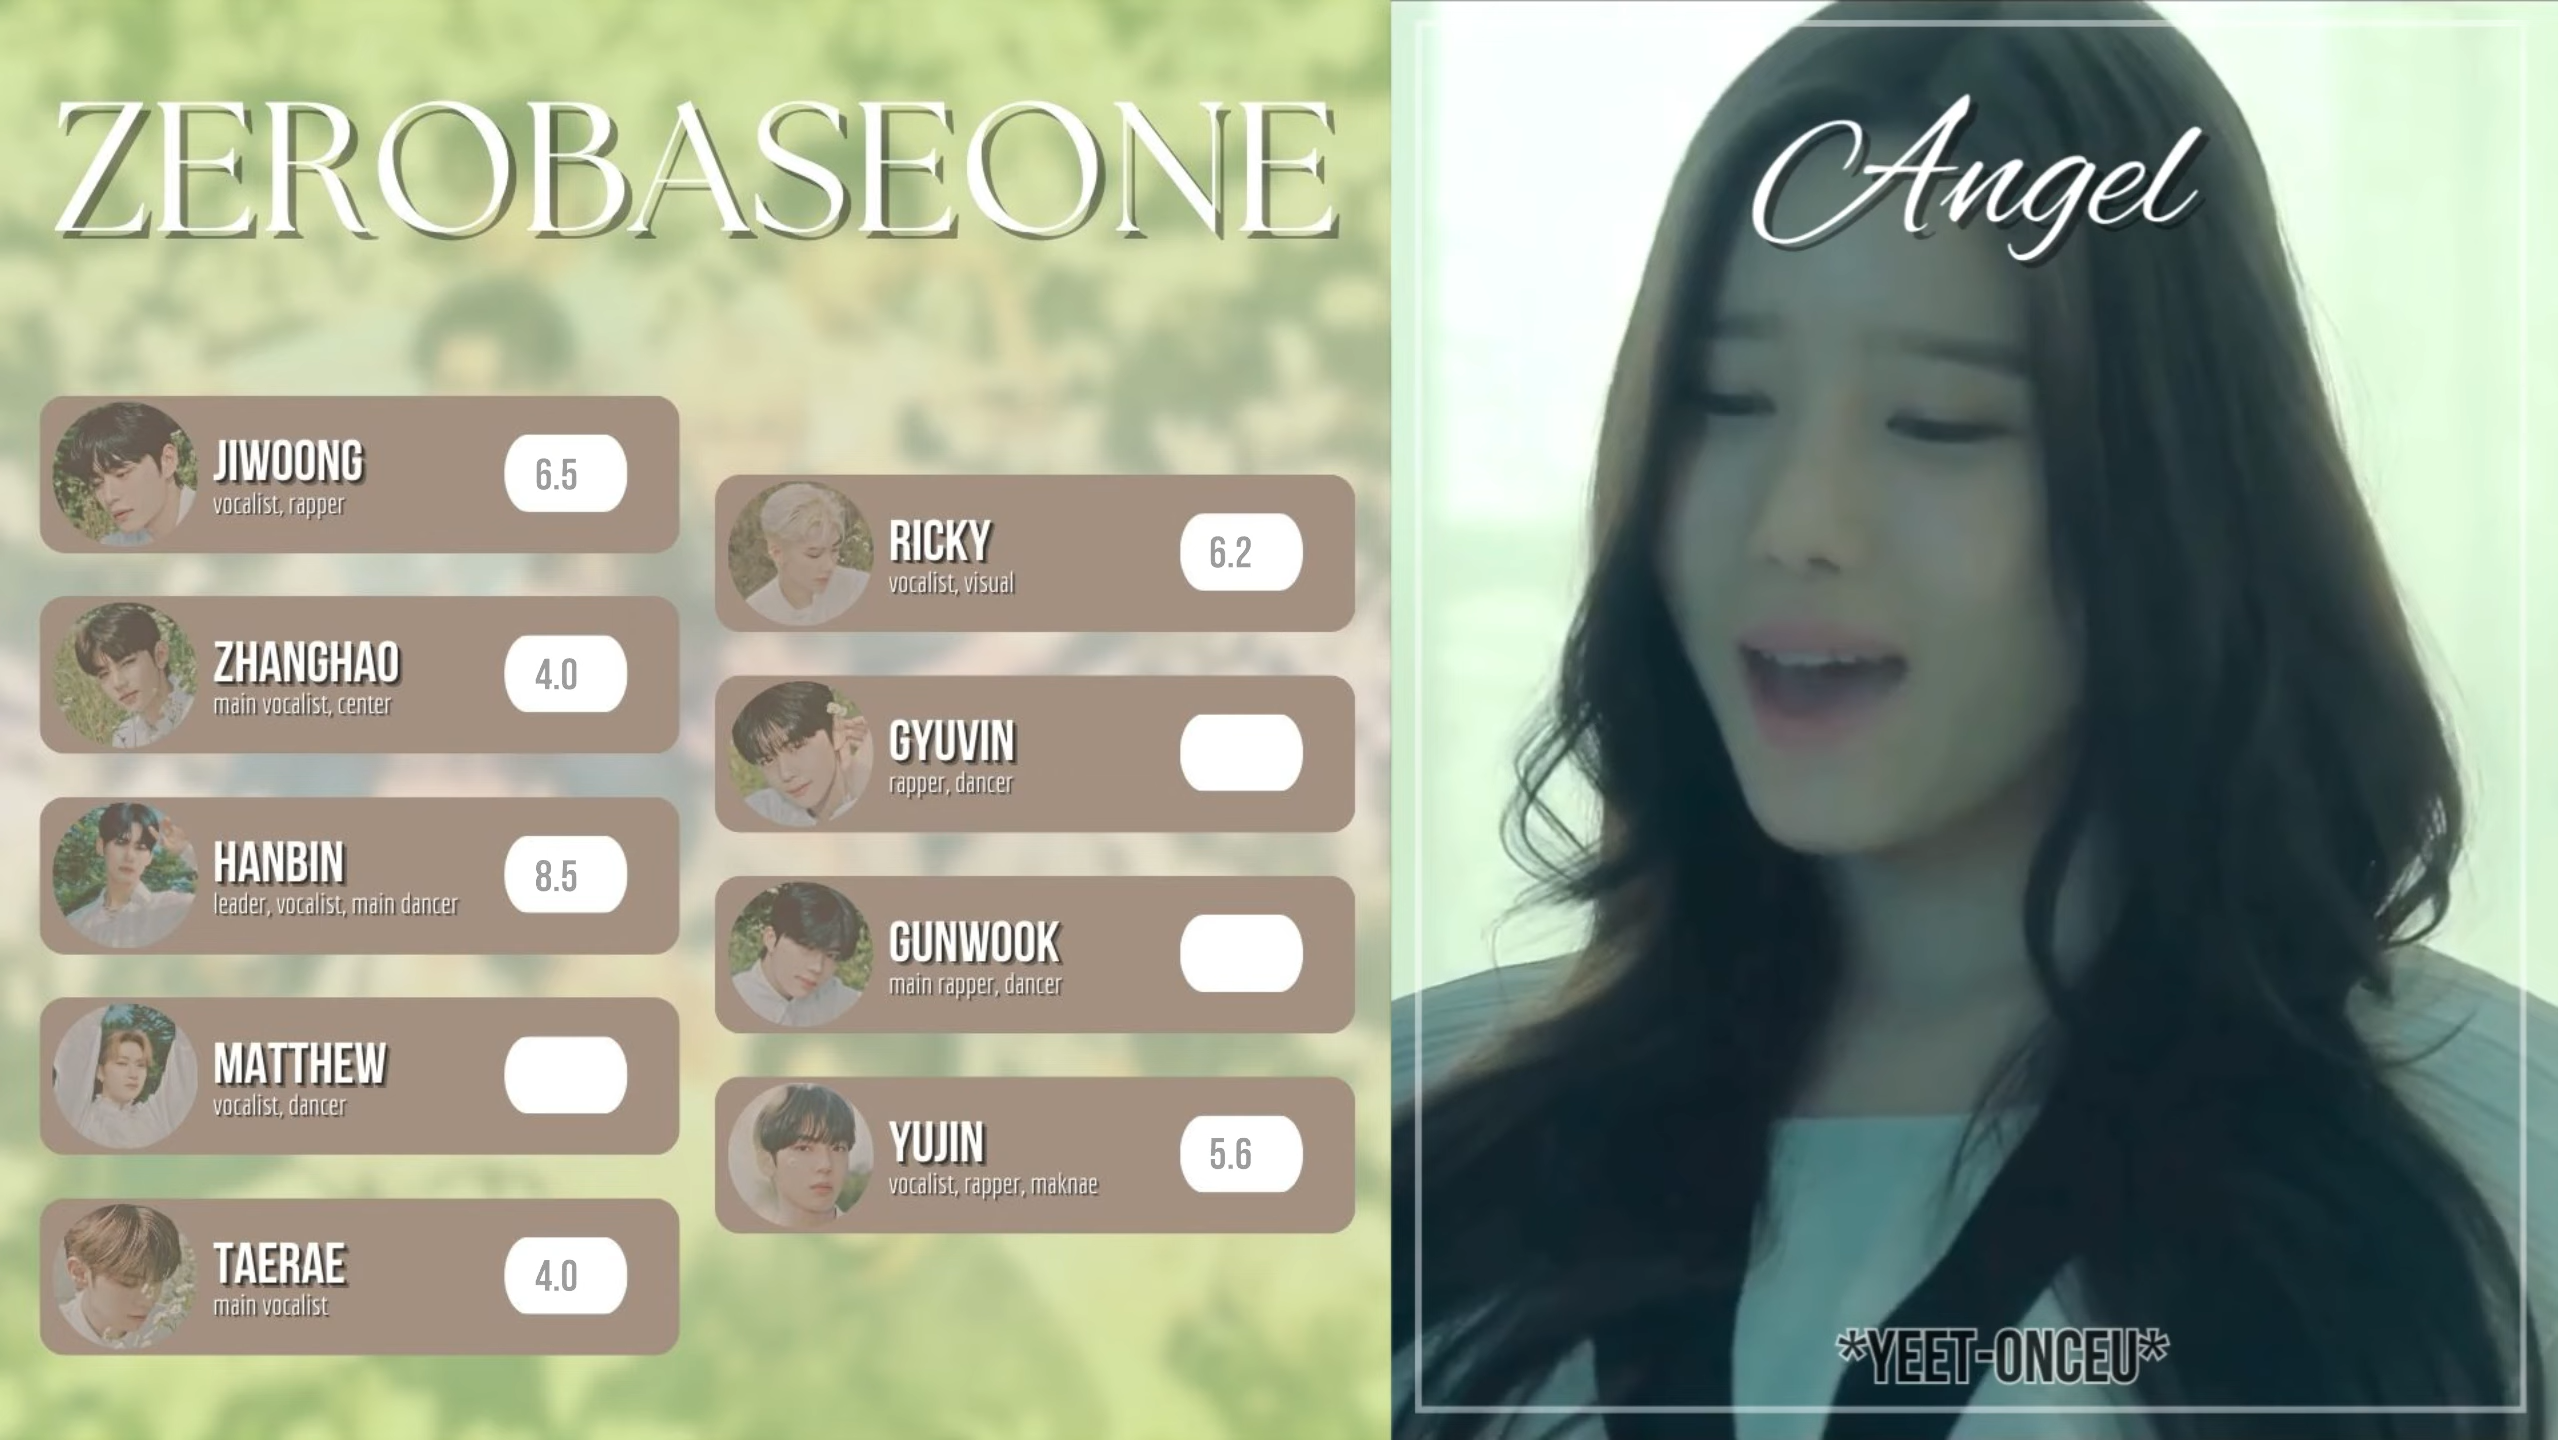 ZEROBASEONE
JIWOONG
vocalist, rapper
6.5
ZHANGHAO
main vocalist, center
4.0
HANBIN
leader, vocalist, main dancer
8.5
MATTHEW
vocalist, dancer
TAERAE
main vocalist
4.0
RICKY
vocalist, visual
6.2
GYUVIN
rapper, dancer
GUNWOOK
main rapper, dancer
YUJIN
vocalist, rapper, maknae
5.6
Angel
*YEET-ONCEU*